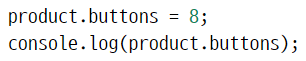 product.buttons = 8;
console.log(product.buttons);